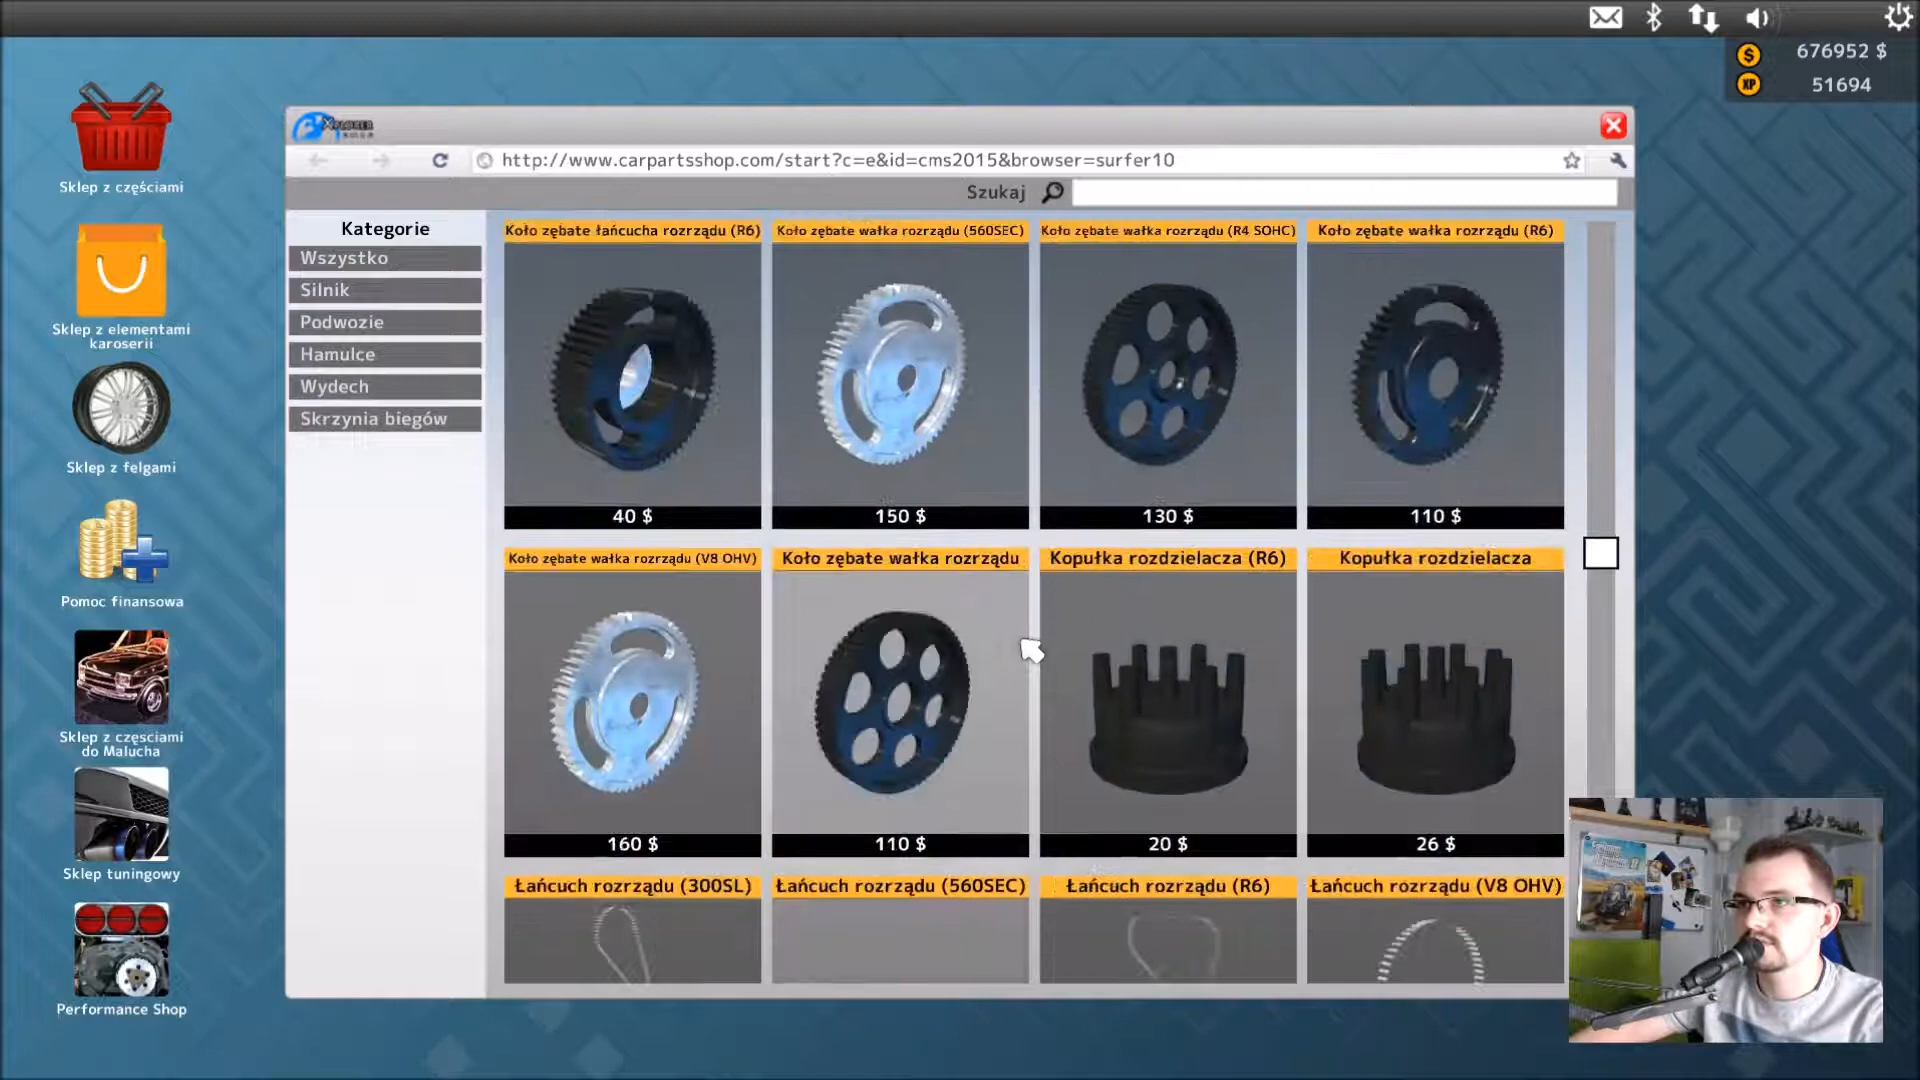 676952 $
51694
Sklep z częściami
Sklep z elementami
karoserii
Sklep z felgami
Pomoc finansowa
Sklep z częsciami
do Malucha
Sklep tuningowy
Performance Shop
http://www.carpartsshop.com/start?c=e&id=cms2015&browser=surfer10
Szukaj
Kategorie
Wszystko
Silnik
Podwozie
Hamulce
Wydech
Skrzynia biegów
Koło zębate łańcucha rozrządu (R6)
Koło zębate wałka rozrządu (560SEC)
Koło zębate wałka rozrządu (R4 SOHC)
Koło zębate wałka rozrządu (R6)
40 $
150 $
130 $
110 $
Koło zębate wałka rozrządu (V8 OHV)
Koło zębate wałka rozrządu
Kopułka rozdzielacza (R6)
Kopułka rozdzielacza
160 $
110 $
20 $
26 $
Łańcuch rozrządu (300SL)
Łańcuch rozrządu (560SEC)
Łańcuch rozrządu (R6)
Łańcuch rozrządu (V8 OHV)